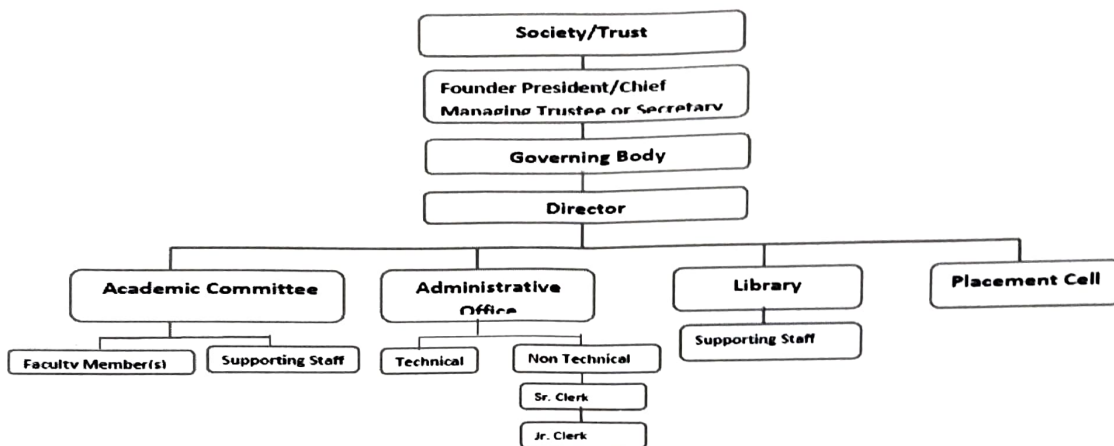 Society/Trust
Founder President/Chief
Managing Trustee or Secretary
Governing Body
Director
Academic Committee
Administrative
Office
Library
Placement Cell
Faculty Member(s)
Supporting Staff
Technical
Non Technical
Supporting Staff
Sr. Clerk
Jr. Clerk